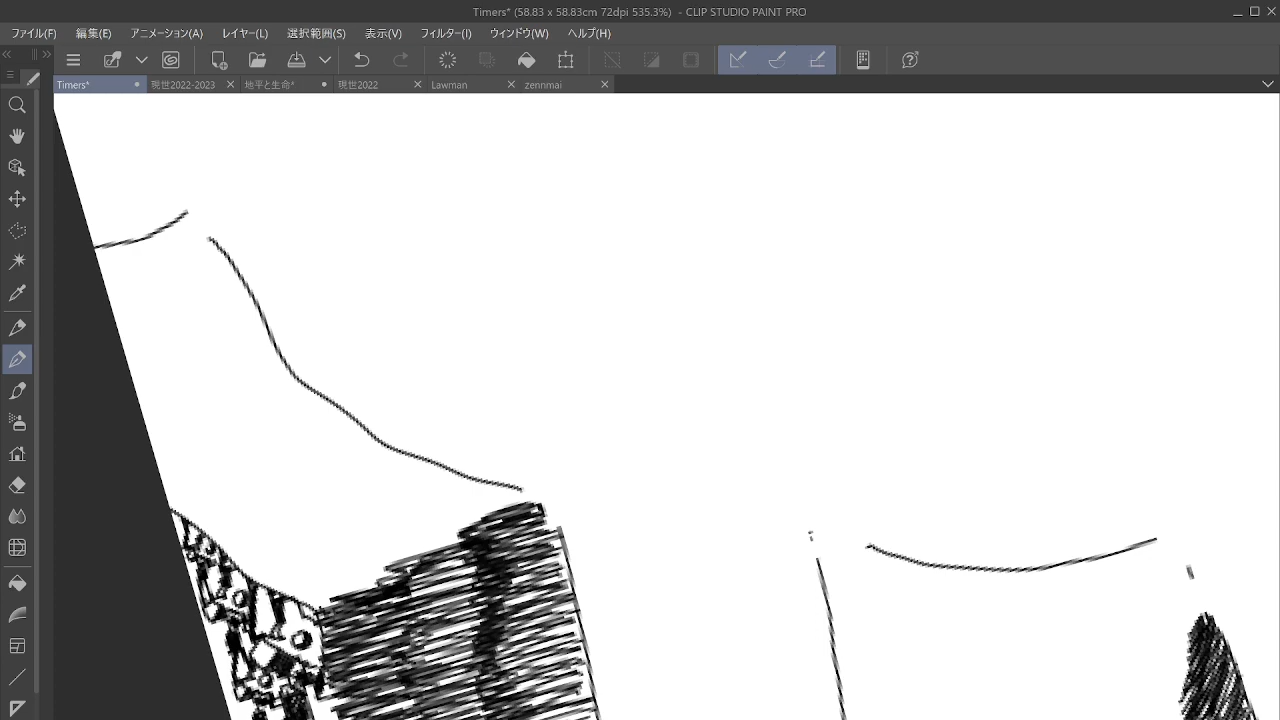 Timers* (58.83 x 58.83cm 72dpi 535.3%) - CLIP STUDIO PAINT PRO
ファイル(F) 編集(E) アニメーション(A) レイヤー(L) 選択範囲(S) 表示(V) フィルター(I) ウィンドウ(W) ヘルプ(H)
Timers* 現世2022-2023 地平と生命* 現世2022 Lawman zennmai